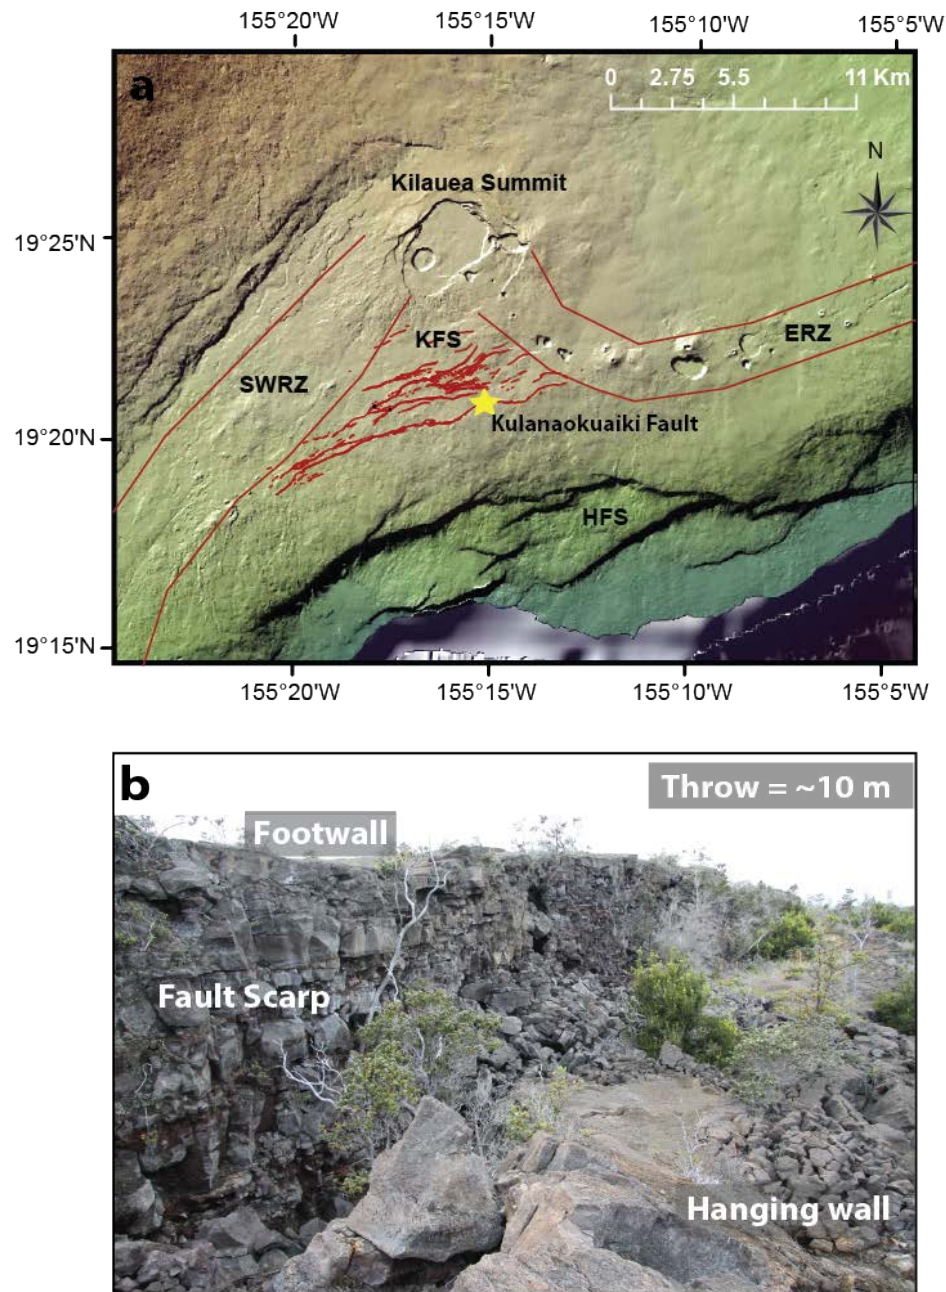 155°20'W 155°15'W 155°10'W 155°5'W
a
0 2.75 5.5 11 Km
N
Kilauea Summit
19°25'N
KFS
ERZ
SWRZ
Kulanaokuaiki Fault
19°20'N
HFS
19°15'N
155°20'W 155°15'W 155°10'W 155°5'W
b
Throw = ~10 m
Footwall
Fault Scarp
Hanging wall